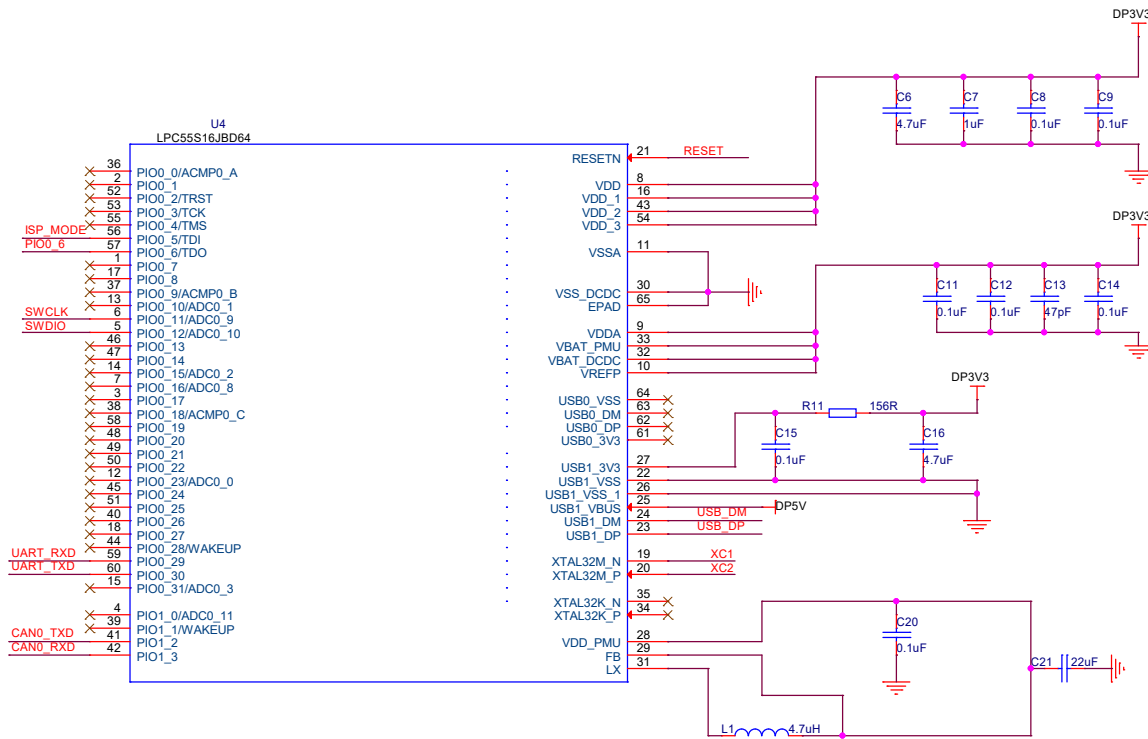 DP3V3
C6
C7
C8
C9
4.7uF
1uF
0.1uF
0.1uF
U4
LPC55S16JBD64
36
PIO0_0/ACMP0_A
2
PIO0_1
52
PIO0_2/TRST
53
PIO0_3/TCK
55
PIO0_4/TMS
ISP_MODE
56
PIO0_5/TDI
PIO0_6
57
PIO0_6/TDO
1
PIO0_7
17
PIO0_8
37
PIO0_9/ACMP0_B
13
PIO0_10/ADC0_1
SWCLK
6
PIO0_11/ADC0_9
SWDIO
5
PIO0_12/ADC0_10
46
PIO0_13
47
PIO0_14
14
PIO0_15/ADC0_2
7
PIO0_16/ADC0_8
3
PIO0_17
38
PIO0_18/ACMP0_C
58
PIO0_19
48
PIO0_20
49
PIO0_21
50
PIO0_22
12
PIO0_23/ADC0_0
45
PIO0_24
51
PIO0_25
40
PIO0_26
18
PIO0_27
44
PIO0_28/WAKEUP
UART_RXD
59
PIO0_29
UART_TXD
60
PIO0_30
15
PIO0_31/ADC0_3
4
PIO1_0/ADC0_11
39
PIO1_1/WAKEUP
CAN0_TXD
41
PIO1_2
CAN0_RXD
42
PIO1_3
RESETN
21
RESET
VDD
8
VDD_1
16
VDD_2
43
VDD_3
54
VSSA
11
VSS_DCDC
30
EPAD
65
VDDA
9
VBAT_PMU
33
VBAT_DCDC
32
VREFP
10
USB0_VSS
64
USB0_DM
63
USB0_DP
62
USB0_3V3
61
USB1_3V3
27
USB1_VSS
22
USB1_VSS_1
26
USB1_VBUS
25
DP5V
USB1_DM
24
USB_DM
USB1_DP
23
USB_DP
XTAL32M_N
19
XC1
XTAL32M_P
20
XC2
XTAL32K_N
35
XTAL32K_P
34
VDD_PMU
28
FB
29
LX
31
DP3V3
C11
C12
C13
C14
0.1uF
0.1uF
47pF
0.1uF
DP3V3
R11
156R
C15
0.1uF
C16
4.7uF
C20
0.1uF
C21
22uF
L1
4.7uH